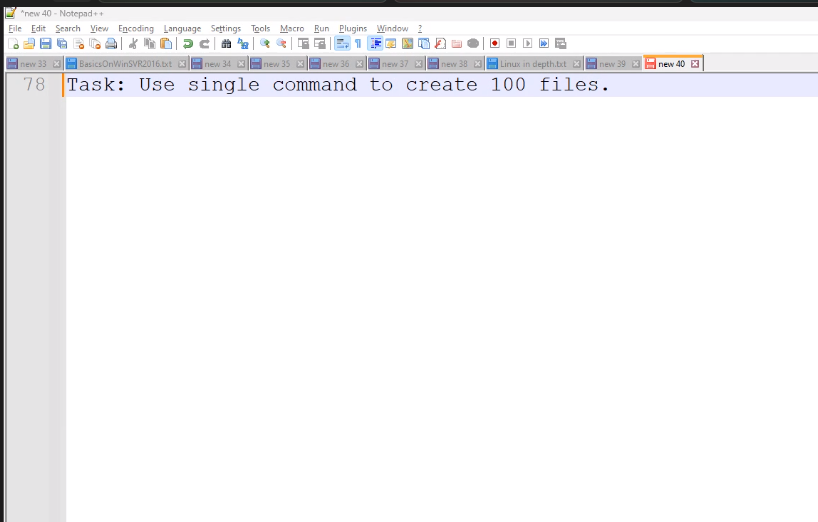 *new 40 - Notepad++
File Edit Search View Encoding Language Settings Tools Macro Run Plugins Window ?
new 33 BasicsOnWinSVR2016.txt new 34 new 35 new 36 new 37 new 38 Linux in depth.txt new 39 new 40
78 Task: Use single command to create 100 files.